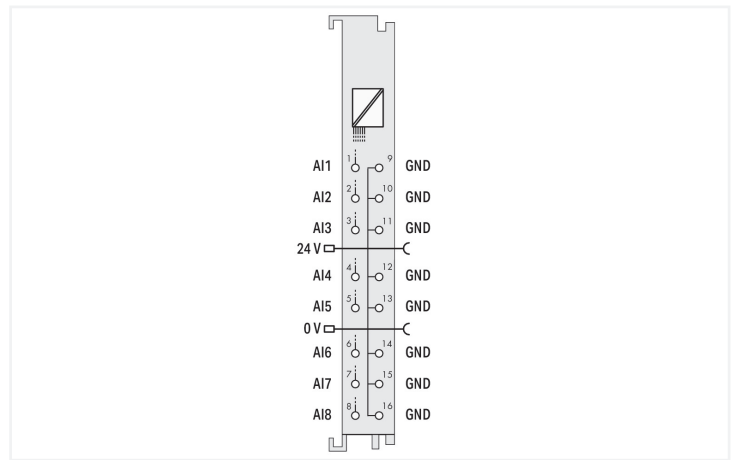 AI1 1 9 GND
AI2 2 10 GND
AI3 3 11 GND
24 V
AI4 4 12 GND
AI5 5 13 GND
0 V
AI6 6 14 GND
AI7 7 15 GND
AI8 8 16 GND